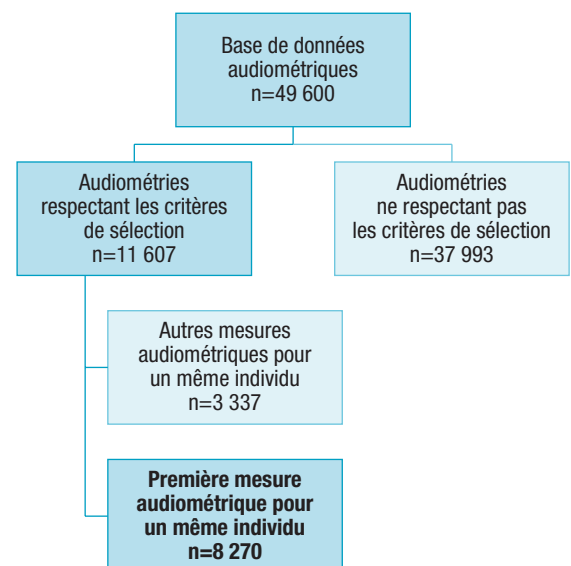 Base de données
audiométriques
n=49 600
Audiométries
respectant les critères
de sélection
n=11 607
Audiométries
ne respectant pas
les critères de sélection
n=37 993
Autres mesures
audiométriques pour
un même individu
n=3 337
Première mesure
audiométrique pour
un même individu
n=8 270